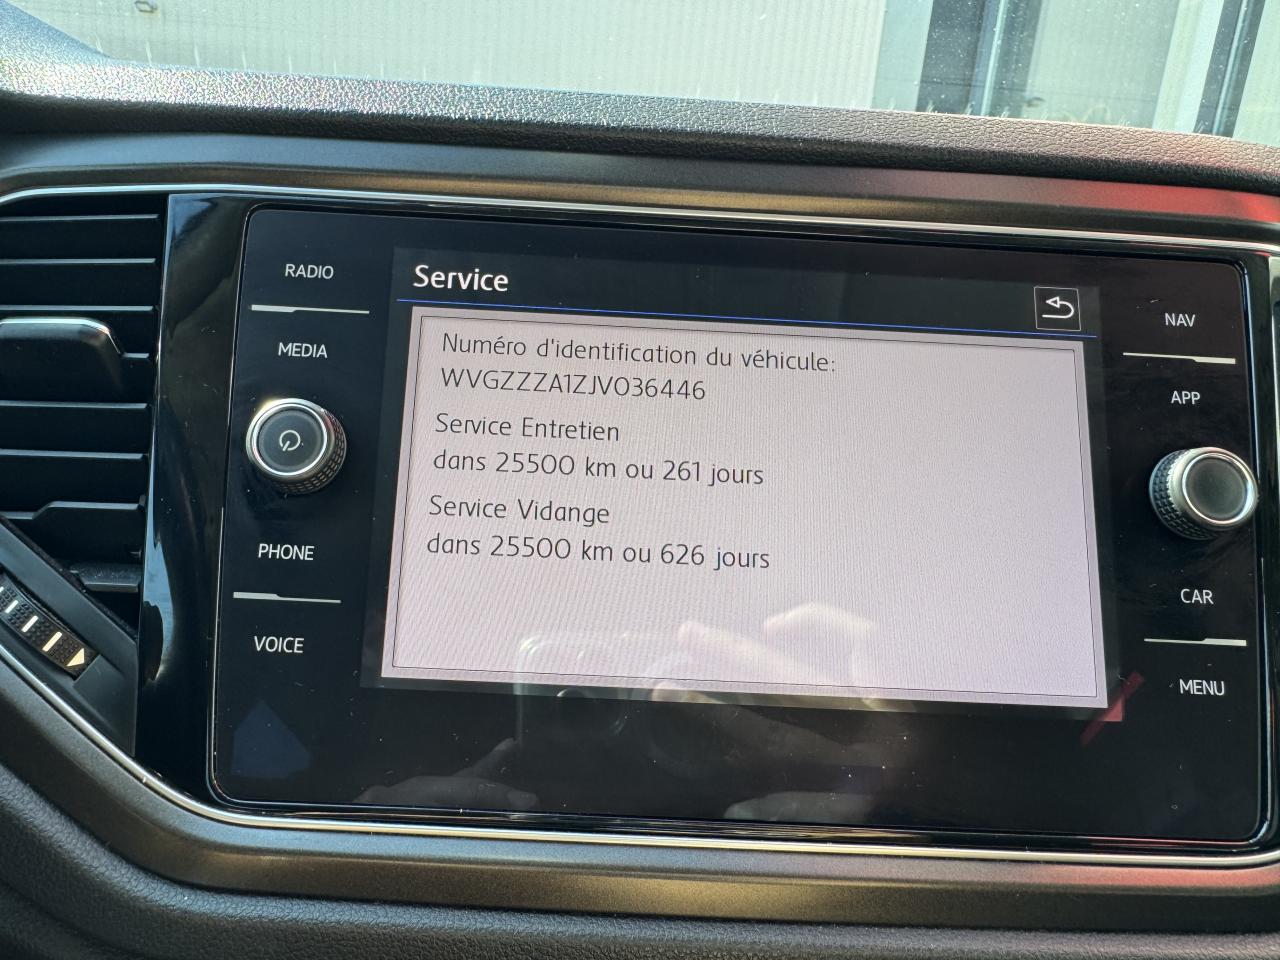 RADIO
MEDIA
PHONE
VOICE
Service
Numéro d'identification du véhicule:
WVGZZZA1ZJV036446
Service Entretien
dans 25500 km ou 261 jours
Service Vidange
dans 25500 km ou 626 jours
NAV
APP
CAR
MENU